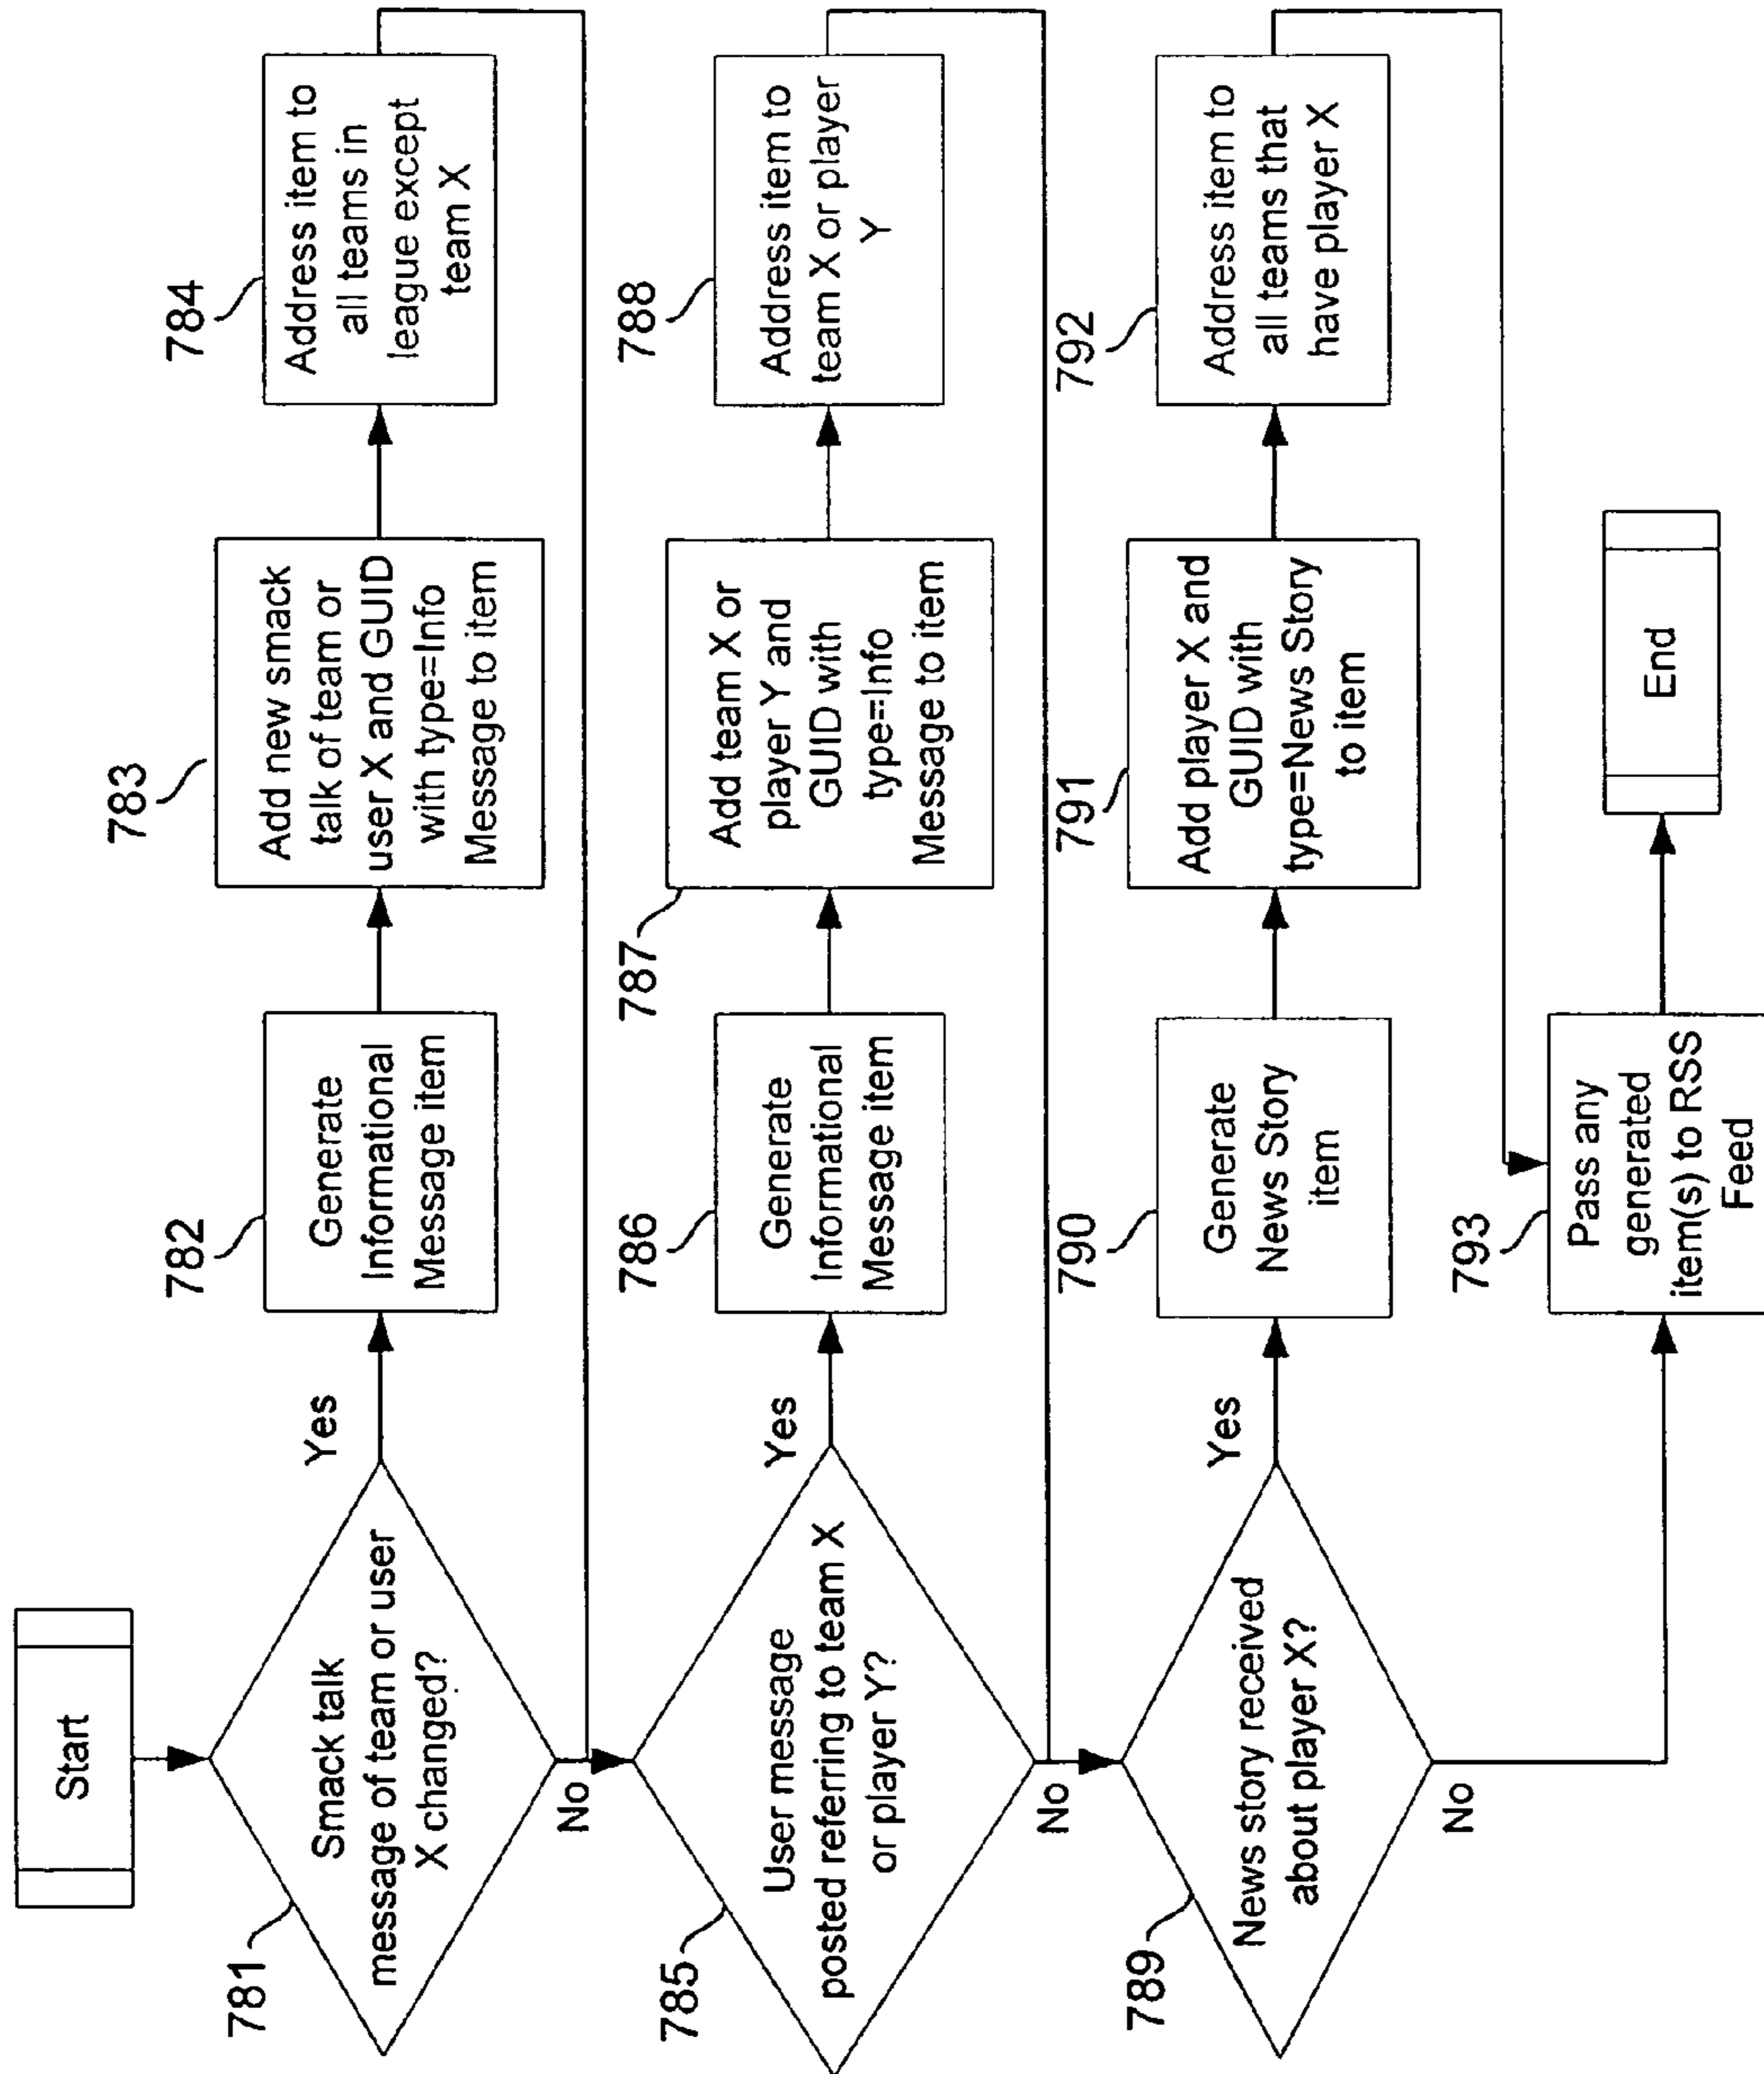 Start
781
Smack talk
message of team or user
X changed?
Yes
No
782
Generate
Informational
Message item
783
Add new smack
talk of team or
user X and GUID
with type=Info
Message to item
784
Address item to
all teams in
league except
team X
785
User message
posted referring to team X
or player Y?
Yes
No
786
Generate
Informational
Message item
787
Add team X or
player Y and
GUID with
type=Info
Message to item
788
Address item to
team X or player
Y
789
News story received
about player X?
Yes
No
790
Generate
News Story
item
791
Add player X and
GUID with
type=News Story
to item
792
Address item to
all teams that
have player X
793
Pass any
generated
item(s) to RSS
Feed
End